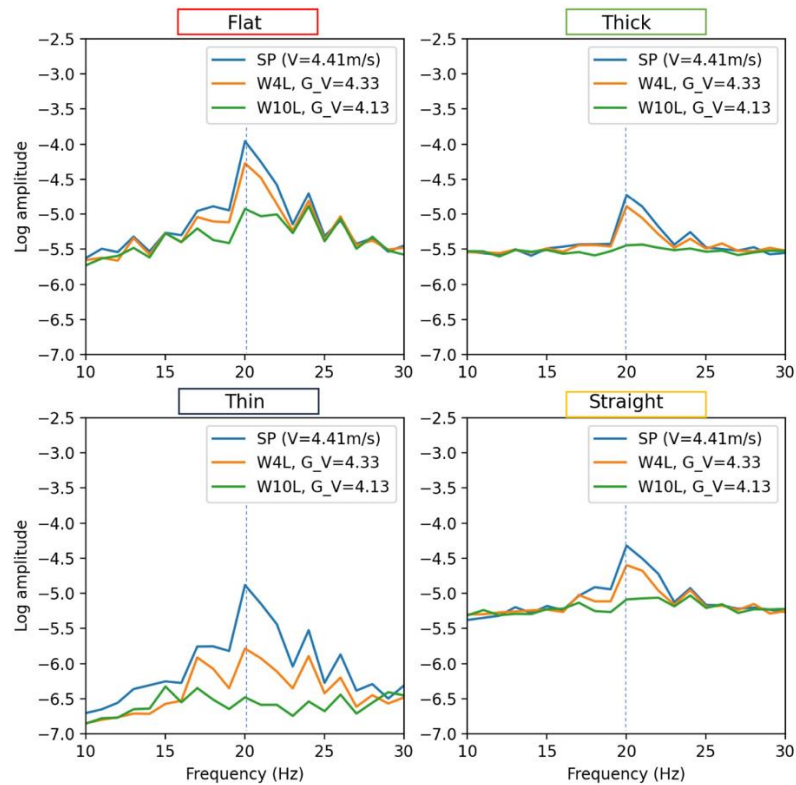 Flat
−2.5
−3.0
−3.5
−4.0
−4.5
−5.0
−5.5
−6.0
−6.5
−7.0
Log amplitude
SP (V=4.41m/s)
W4L, G_V=4.33
W10L, G_V=4.13
10 15 20 25 30
Thick
−2.5
−3.0
−3.5
−4.0
−4.5
−5.0
−5.5
−6.0
−6.5
−7.0
SP (V=4.41m/s)
W4L, G_V=4.33
W10L, G_V=4.13
10 15 20 25 30
Thin
−2.5
−3.0
−3.5
−4.0
−4.5
−5.0
−5.5
−6.0
−6.5
−7.0
Log amplitude
SP (V=4.41m/s)
W4L, G_V=4.33
W10L, G_V=4.13
10 15 20 25 30
Frequency (Hz)
Straight
−2.5
−3.0
−3.5
−4.0
−4.5
−5.0
−5.5
−6.0
−6.5
−7.0
SP (V=4.41m/s)
W4L, G_V=4.33
W10L, G_V=4.13
10 15 20 25 30
Frequency (Hz)